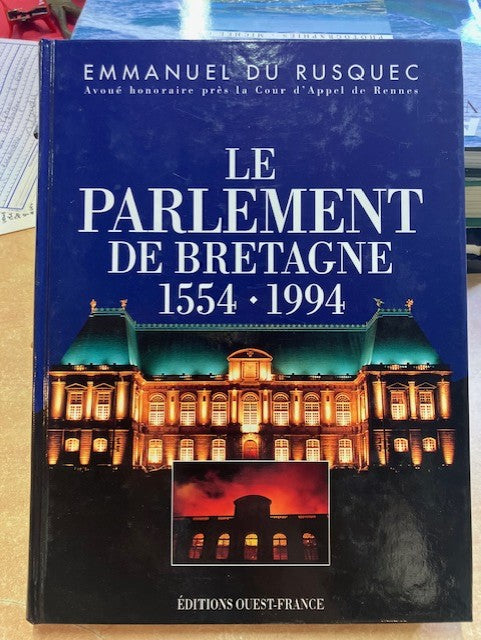 PHOTOGRAPHIES
EMMANUEL DU RUSQUEC
Avoué honoraire près la Cour d'Appel de Rennes
LE
PARLEMENT
DE BRETAGNE
1554 · 1994
ÉDITIONS OUEST-FRANCE